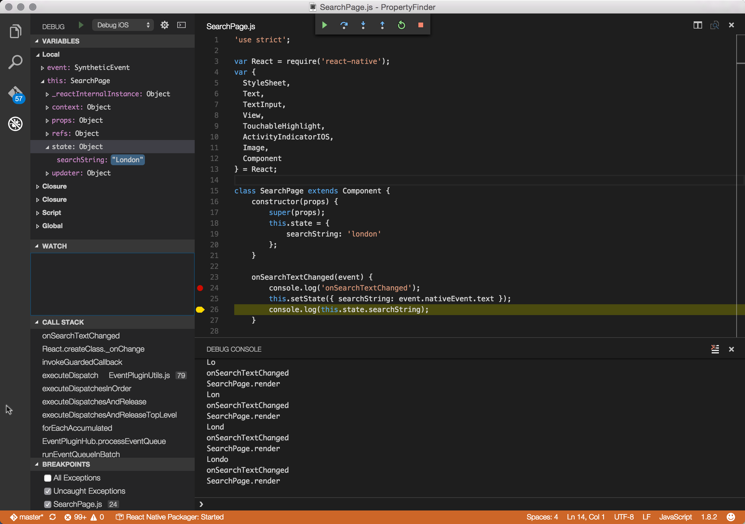 SearchPage.js - PropertyFinder
DEBUG
Debug iOS
SearchPage.js
VARIABLES
Local
event: SyntheticEvent
this: SearchPage
_reactInternalInstance: Object
context: Object
props: Object
refs: Object
state: Object
searchString: "London"
updater: Object
Closure
Closure
Script
Global
WATCH
CALL STACK
onSearchTextChanged
React.createClass._onChange
invokeGuardedCallback
executeDispatch EventPluginUtils.js 79
executeDispatchesInOrder
executeDispatchesAndRelease
executeDispatchesAndReleaseTopLevel
forEachAccumulated
EventPluginHub.processEventQueue
runEventQueueInBatch
BREAKPOINTS
All Exceptions
Uncaught Exceptions
SearchPage.js 24
57
1 'use strict';
2
3 var React = require('react-native');
4 var {
5 StyleSheet,
6 Text,
7 TextInput,
8 View,
9 TouchableHighlight,
10 ActivityIndicatorIOS,
11 Image,
12 Component
13 } = React;
14
15 class SearchPage extends Component {
16 constructor(props) {
17 super(props);
18 this.state = {
19 searchString: 'london'
20 };
21 }
22
23 onSearchTextChanged(event) {
24 console.log('onSearchTextChanged');
25 this.setState({ searchString: event.nativeEvent.text });
26 console.log(this.state.searchString);
27 }
28
DEBUG CONSOLE
Lo
onSearchTextChanged
SearchPage.render
Lon
onSearchTextChanged
SearchPage.render
Lond
onSearchTextChanged
SearchPage.render
Londo
onSearchTextChanged
SearchPage.render
master* 99+ 0 React Native Packager: Started
Spaces: 4 Ln 14, Col 1 UTF-8 LF JavaScript 1.8.2